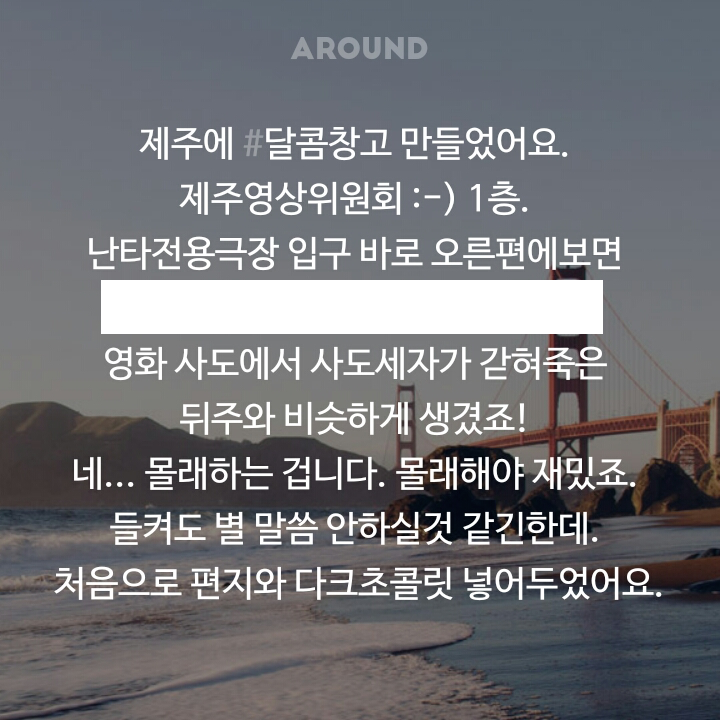 AROUND
제주에 #달콤창고 만들었어요.
제주영상위원회 :-) 1층.
난타전용극장 입구 바로 오른편에보면
영화 사도에서 사도세자가 갇혀죽은
뒤주와 비슷하게 생겼죠!
네... 몰래하는 겁니다. 몰래해야 재밌죠.
들켜도 별 말씀 안하실것 같긴한데.
처음으로 편지와 다크초콜릿 넣어두었어요.